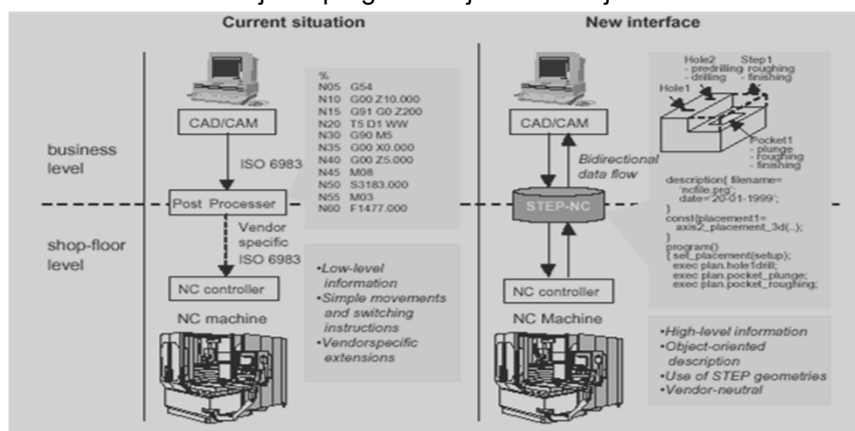 Current situation
New interface
business
level
shop-floor
level
CAD/CAM
ISO 6983
Post Processer
Vendor
specific
ISO 6983
NC controller
NC machine
%
N05 G54
N10 G00 Z10.000
N15 G91 G0 Z200
N20 T5 D1 WW
N30 G90 M5
N35 G00 X0.000
N40 G00 Z5.000
N45 M08
N50 S3183.000
N55 M03
N60 F1477.000
•Low-level
information
•Simple movements
and switching
instructions
•Vendorspecific
extensions
CAD/CAM
Bidirectional
data flow
STEP-NC
NC controller
NC Machine
Hole2
- predrilling
- drilling
Step1
- roughing
- finishing
Hole1
Pocket1
- plunge
- roughing
- finishing
description{ filename=
'ncfile.prg';
date='20-01-1999';
}
const(placement1=
axis2_placement_3d(..);
}
program()
{ set_placement(setup);
exec plan.hole1drill;
exec plan.pocket_plunge;
exec plan.pocket_roughing;
•High-level information
•Object-oriented
description
•Use of STEP geometries
•Vendor-neutral